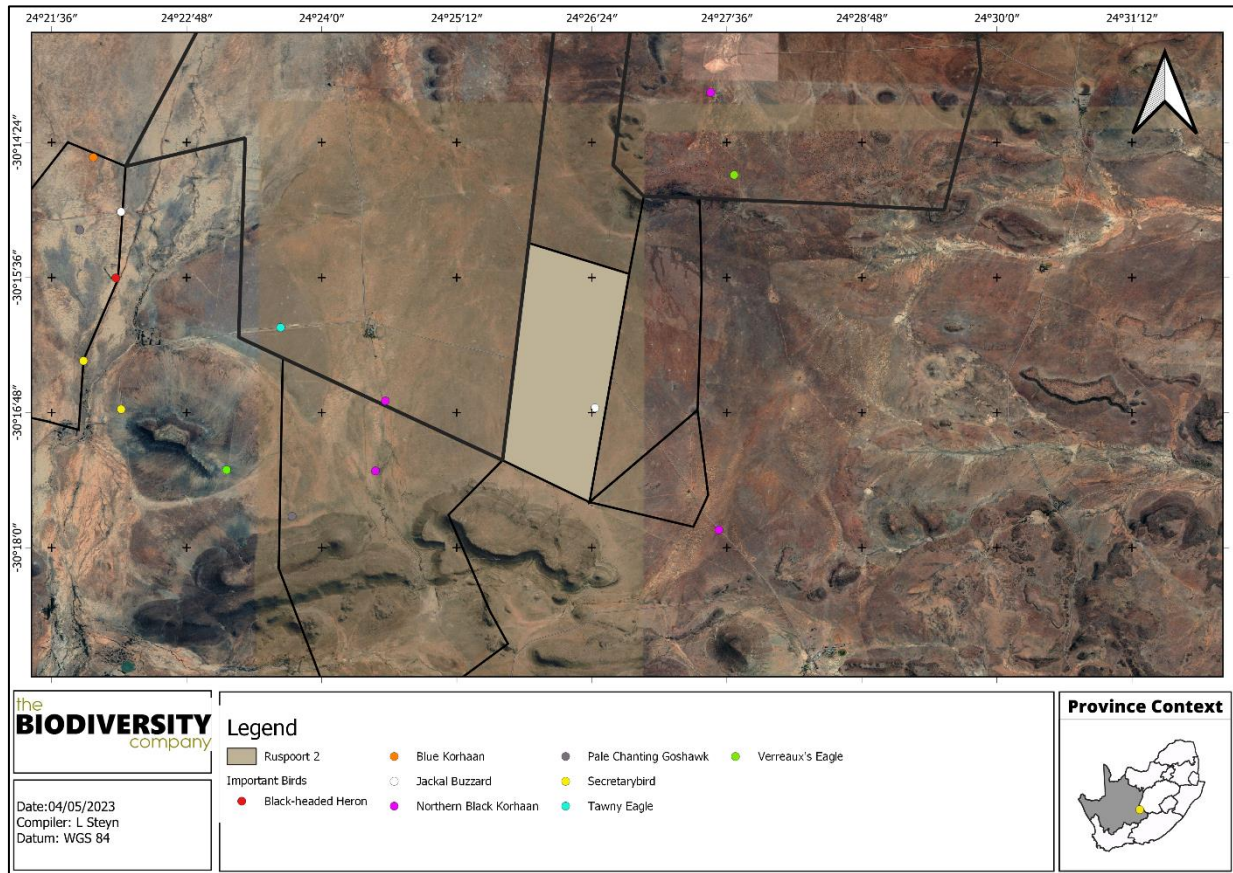 24°21′36″ 24°22′48″ 24°24′0″ 24°25′12″ 24°26′24″ 24°27′36″ 24°28′48″ 24°30′0″ 24°31′12″
-30°14′24″
-30°15′36″
-30°16′48″
-30°18′0″
the
BIODIVERSITY
company
Date:04/05/2023
Compiler: L Steyn
Datum: WGS 84
Legend
Ruspoort 2
Important Birds
Black-headed Heron
Blue Korhaan
Jackal Buzzard
Northern Black Korhaan
Pale Chanting Goshawk
Secretarybird
Tawny Eagle
Verreaux's Eagle
Province Context